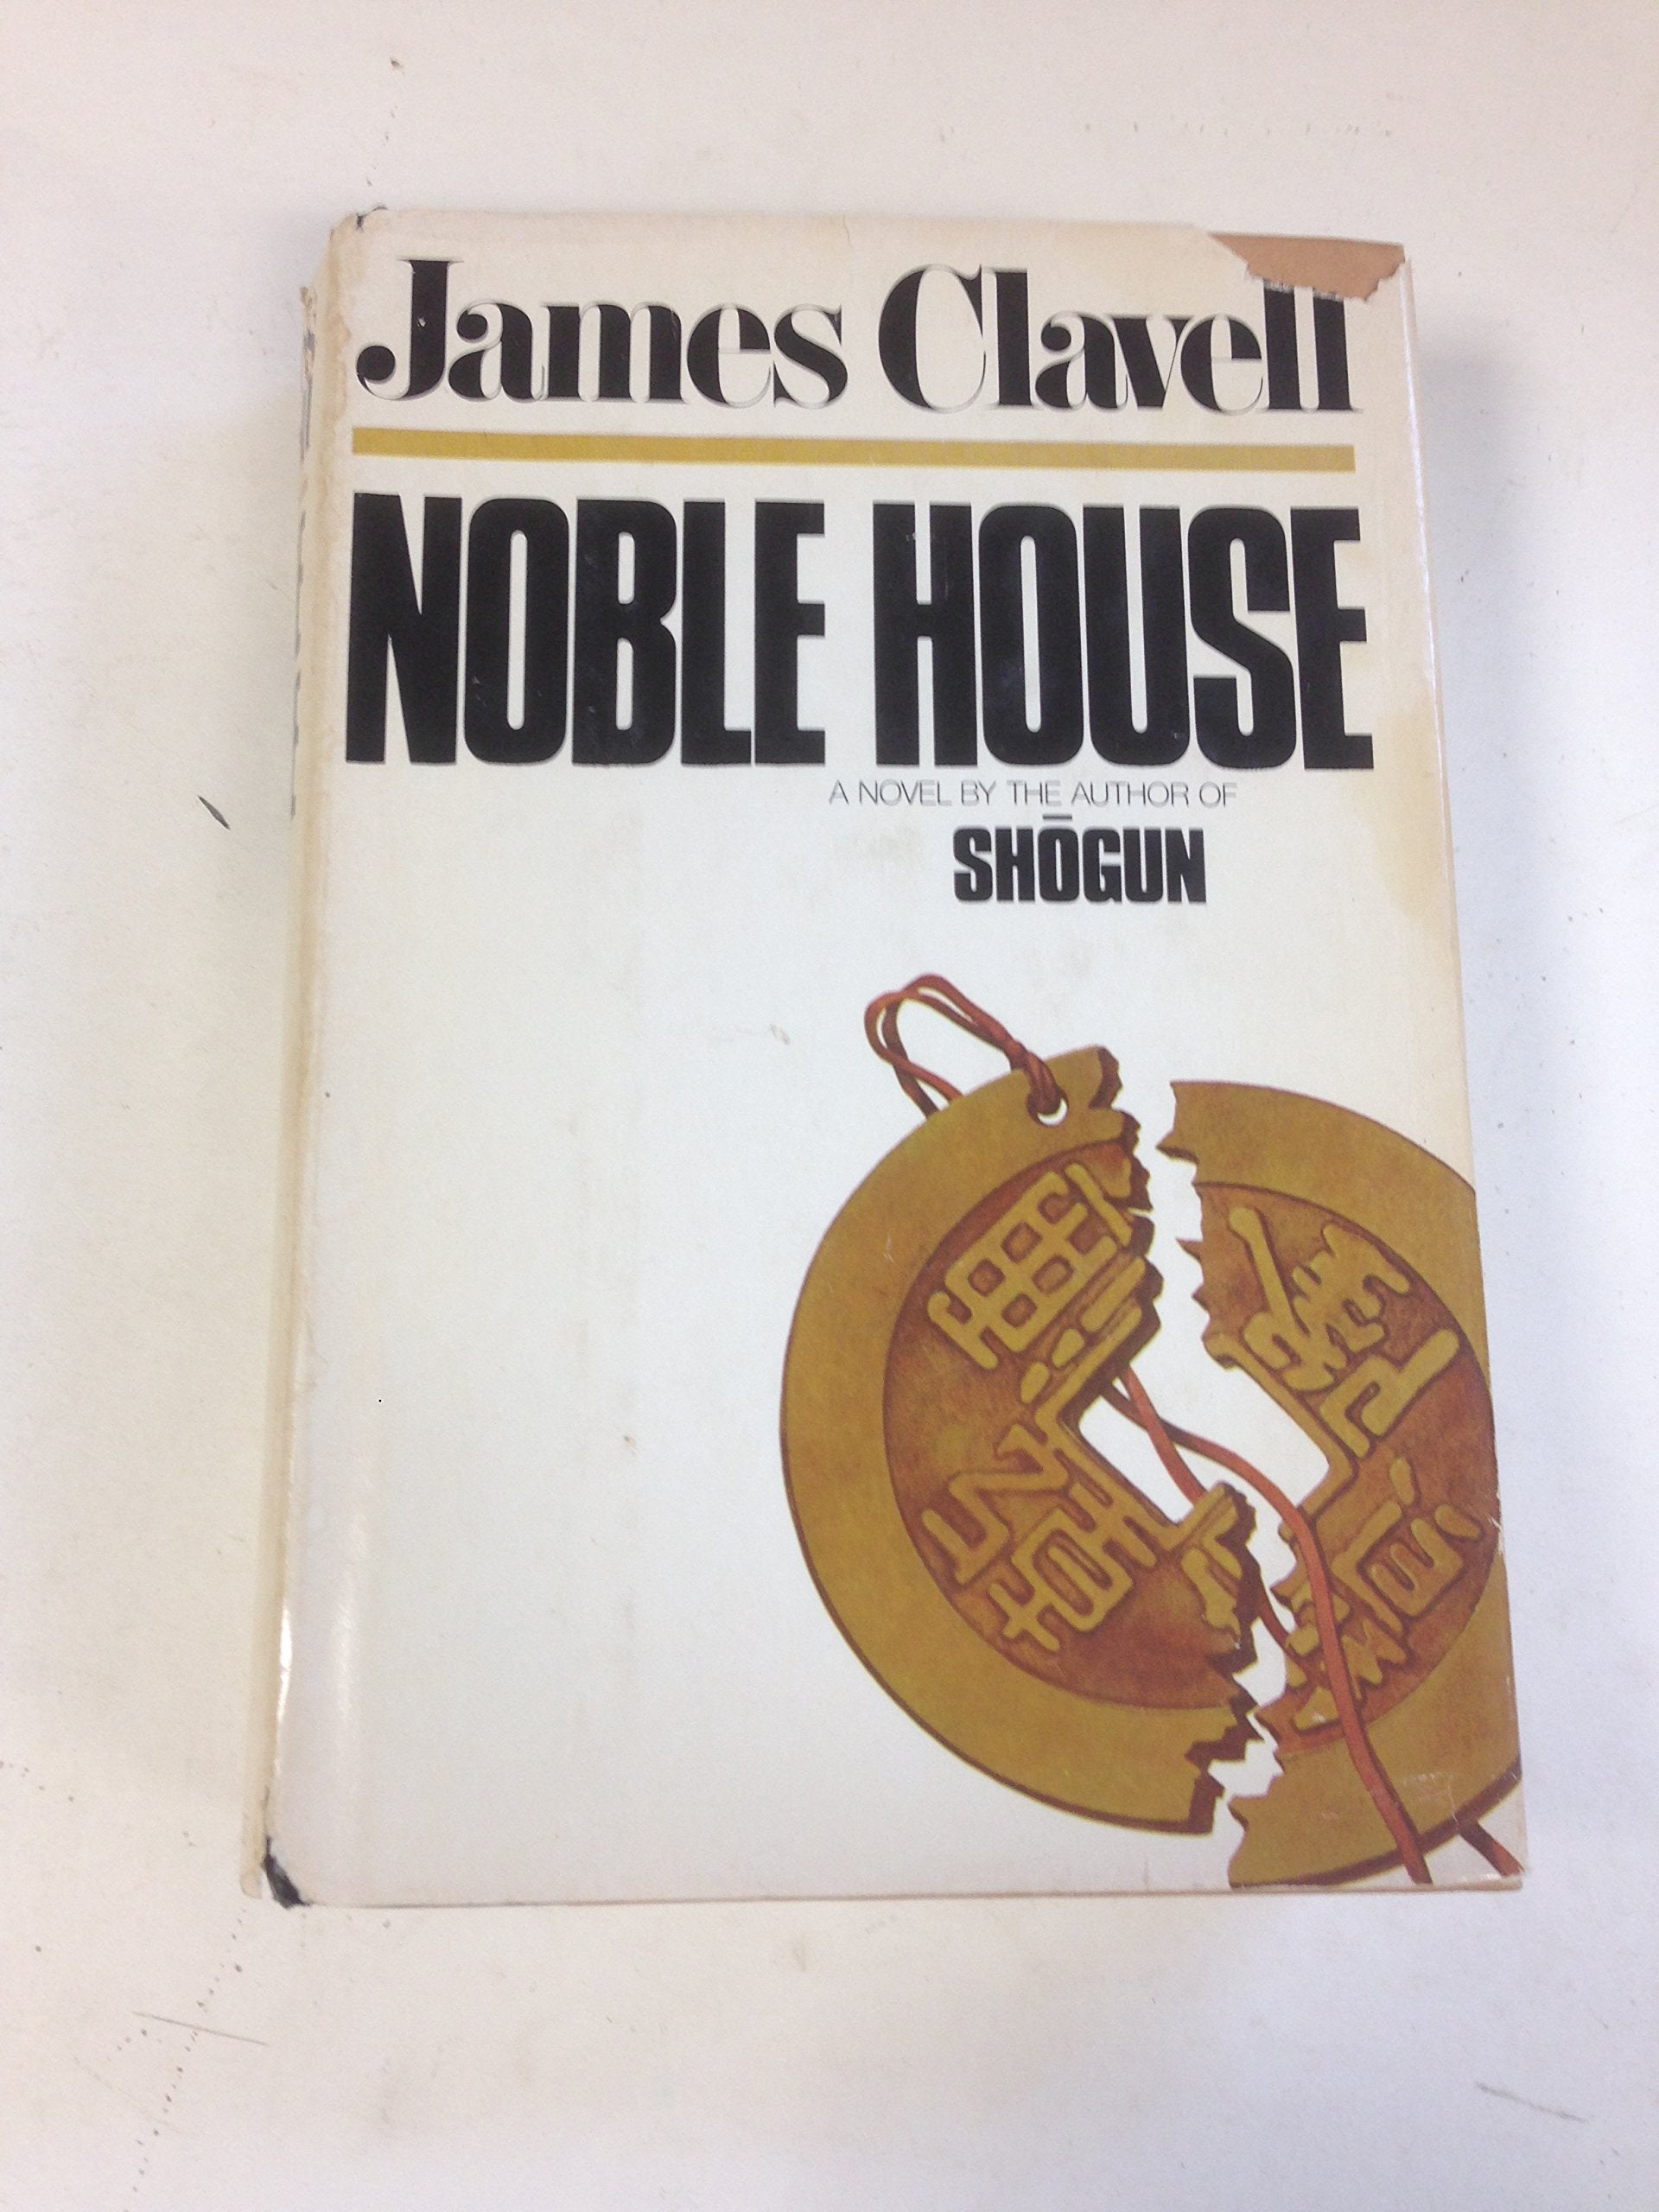 James Clavell
NOBLE HOUSE
A NOVEL BY THE AUTHOR OF
SHŌGUN